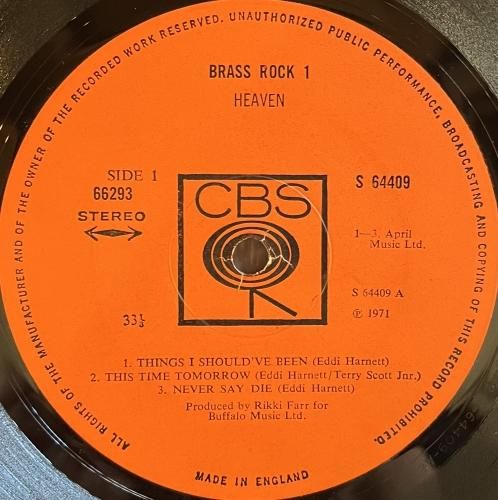 ALL RIGHTS OF THE MANUFACTURER AND OF THE OWNER OF THE RECORDED WORK RESERVED. UNAUTHORIZED PUBLIC PERFORMANCE, BROADCASTING AND COPYING OF THIS RECORD PROHIBITED.
BRASS ROCK 1
HEAVEN
SIDE 1
66293
STEREO
S 64409
CBS
1—3. April
Music Ltd.
S 64409 A
℗ 1971
33⅓
1. THINGS I SHOULD'VE BEEN (Eddi Harnett)
2. THIS TIME TOMORROW (Eddi Harnett/Terry Scott Jnr.)
3. NEVER SAY DIE (Eddi Harnett)
Produced by Rikki Farr for
Buffalo Music Ltd.
MADE IN ENGLAND